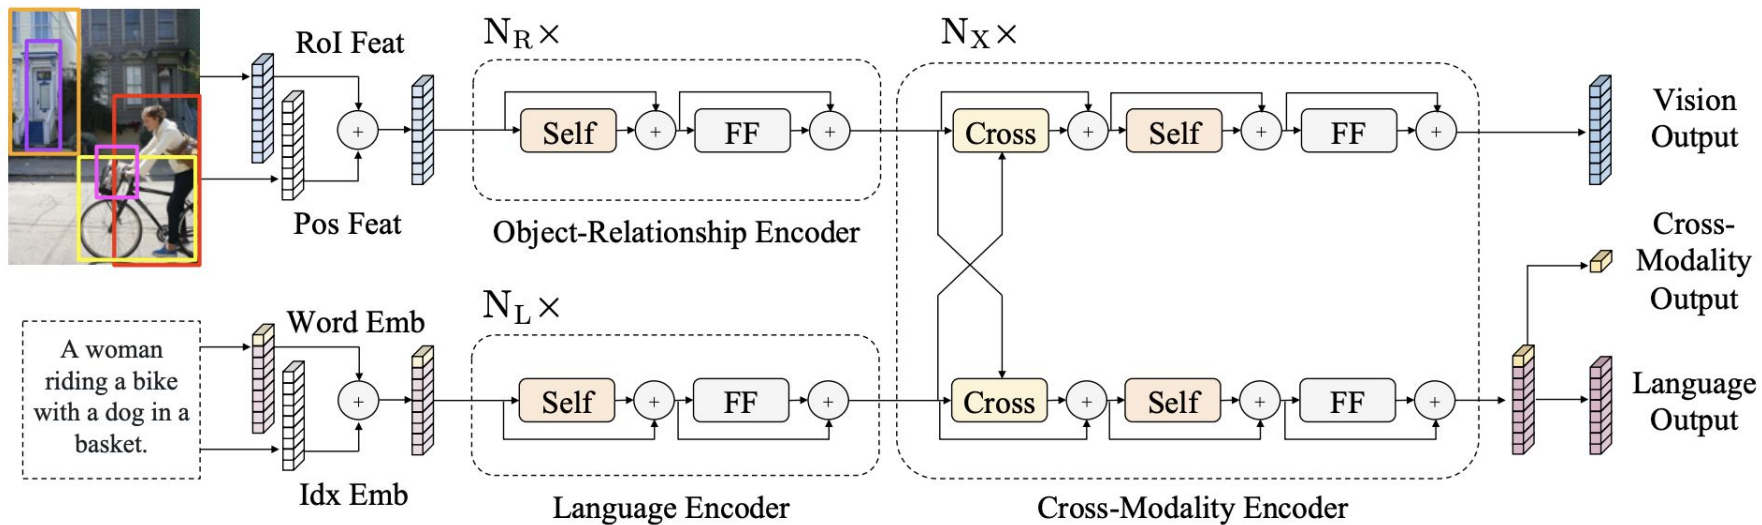 RoI Feat
Pos Feat
+
N_R ×
Self
+
FF
+
Object-Relationship Encoder
A woman
riding a bike
with a dog in a
basket.
Word Emb
Idx Emb
+
N_L ×
Self
+
FF
+
Language Encoder
N_X ×
Cross
+
Self
+
FF
+
Cross
+
Self
+
FF
+
Cross-Modality Encoder
Vision
Output
Cross-
Modality
Output
Language
Output